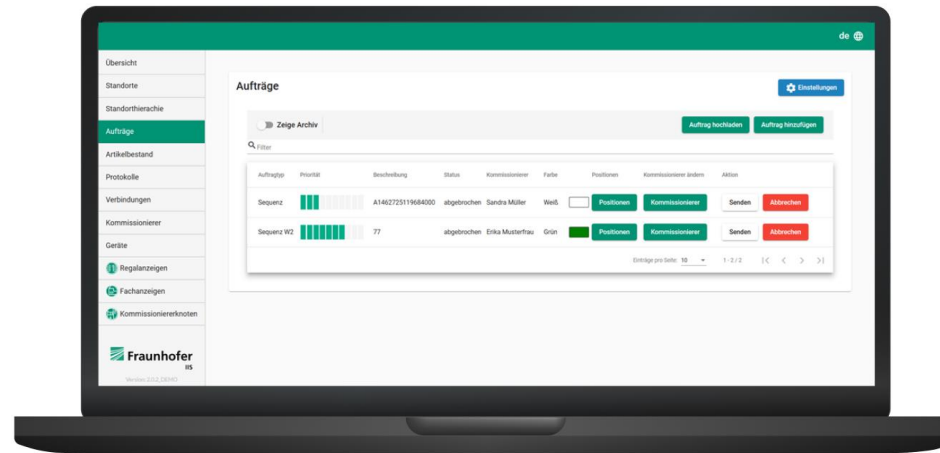 de
Übersicht
Standorte
Standorthierachie
Aufträge
Artikelbestand
Protokolle
Verbindungen
Kommissionierer
Geräte
Regalanzeigen
Fachanzeigen
Kommissioniererknoten
Fraunhofer
IIS
Aufträge
Einstellungen
Zeige Archiv
Auftrag hochladen
Auftrag hinzufügen
Filter
Auftragtyp Priorität Beschreibung Status Kommissionierer Farbe Positionen Kommissionierer ändern Aktion
Sequenz A1462725119684000 abgebrochen Sandra Müller Weiß Positionen Kommissionierer Senden Abbrechen
Sequenz W2 77 abgebrochen Erika Musterfrau Grün Positionen Kommissionierer Senden Abbrechen
Einträge pro Seite: 10 1 - 2 / 2